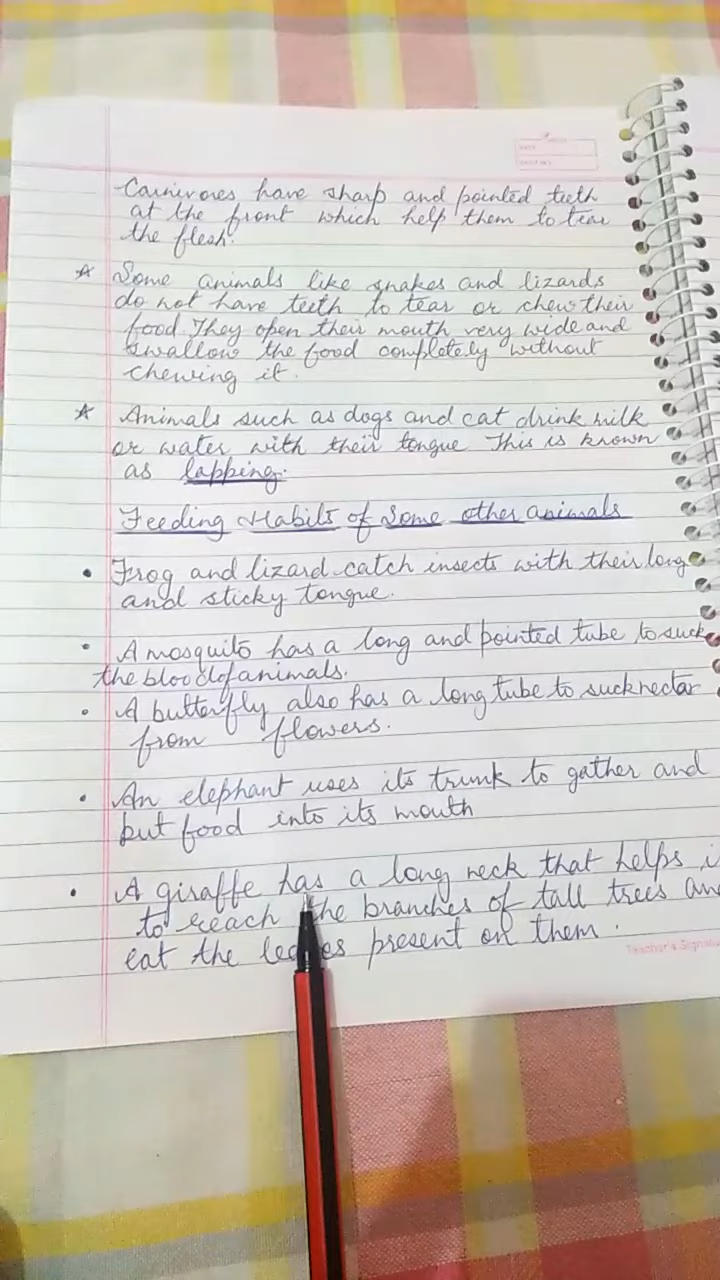 Carnivores have sharp and pointed teeth
at the front which help them to tear
the flesh.
☆ Some animals like snakes and lizards
do not have teeth to tear or chew their
food. They open their mouth very wide and
swallow the food completely without
chewing it.
☆ Animals such as dogs and cat drink milk
or water with their tongue This is known
as lapping.
Feeding Habits of Some other animals
• Frog and lizard catch insects with their long
and sticky tongue.
• A mosquito has a long and pointed tube to suck
the blood of animals.
• A butterfly also has a long tube to suck nectar
from flowers.
• An elephant uses its trunk to gather and
but food into its mouth
• A giraffe has a long neck that helps
to reach the branches of tall trees
eat the leaves present on them.
Teacher's